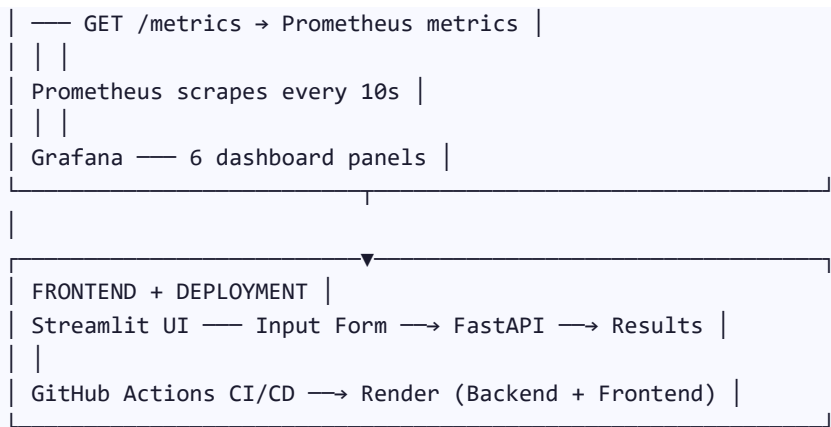 │ ─── GET /metrics → Prometheus metrics │
│ │ │
│ Prometheus scrapes every 10s │
│ │ │
│ Grafana ─── 6 dashboard panels │
└──────────────────────────┬──────────────────────────────────┘
│
┌──────────────────────────▼──────────────────────────────────┐
│ FRONTEND + DEPLOYMENT │
│ Streamlit UI ─── Input Form ──→ FastAPI ──→ Results │
│ │
│ GitHub Actions CI/CD ──→ Render (Backend + Frontend) │
└─────────────────────────────────────────────────────────────┘